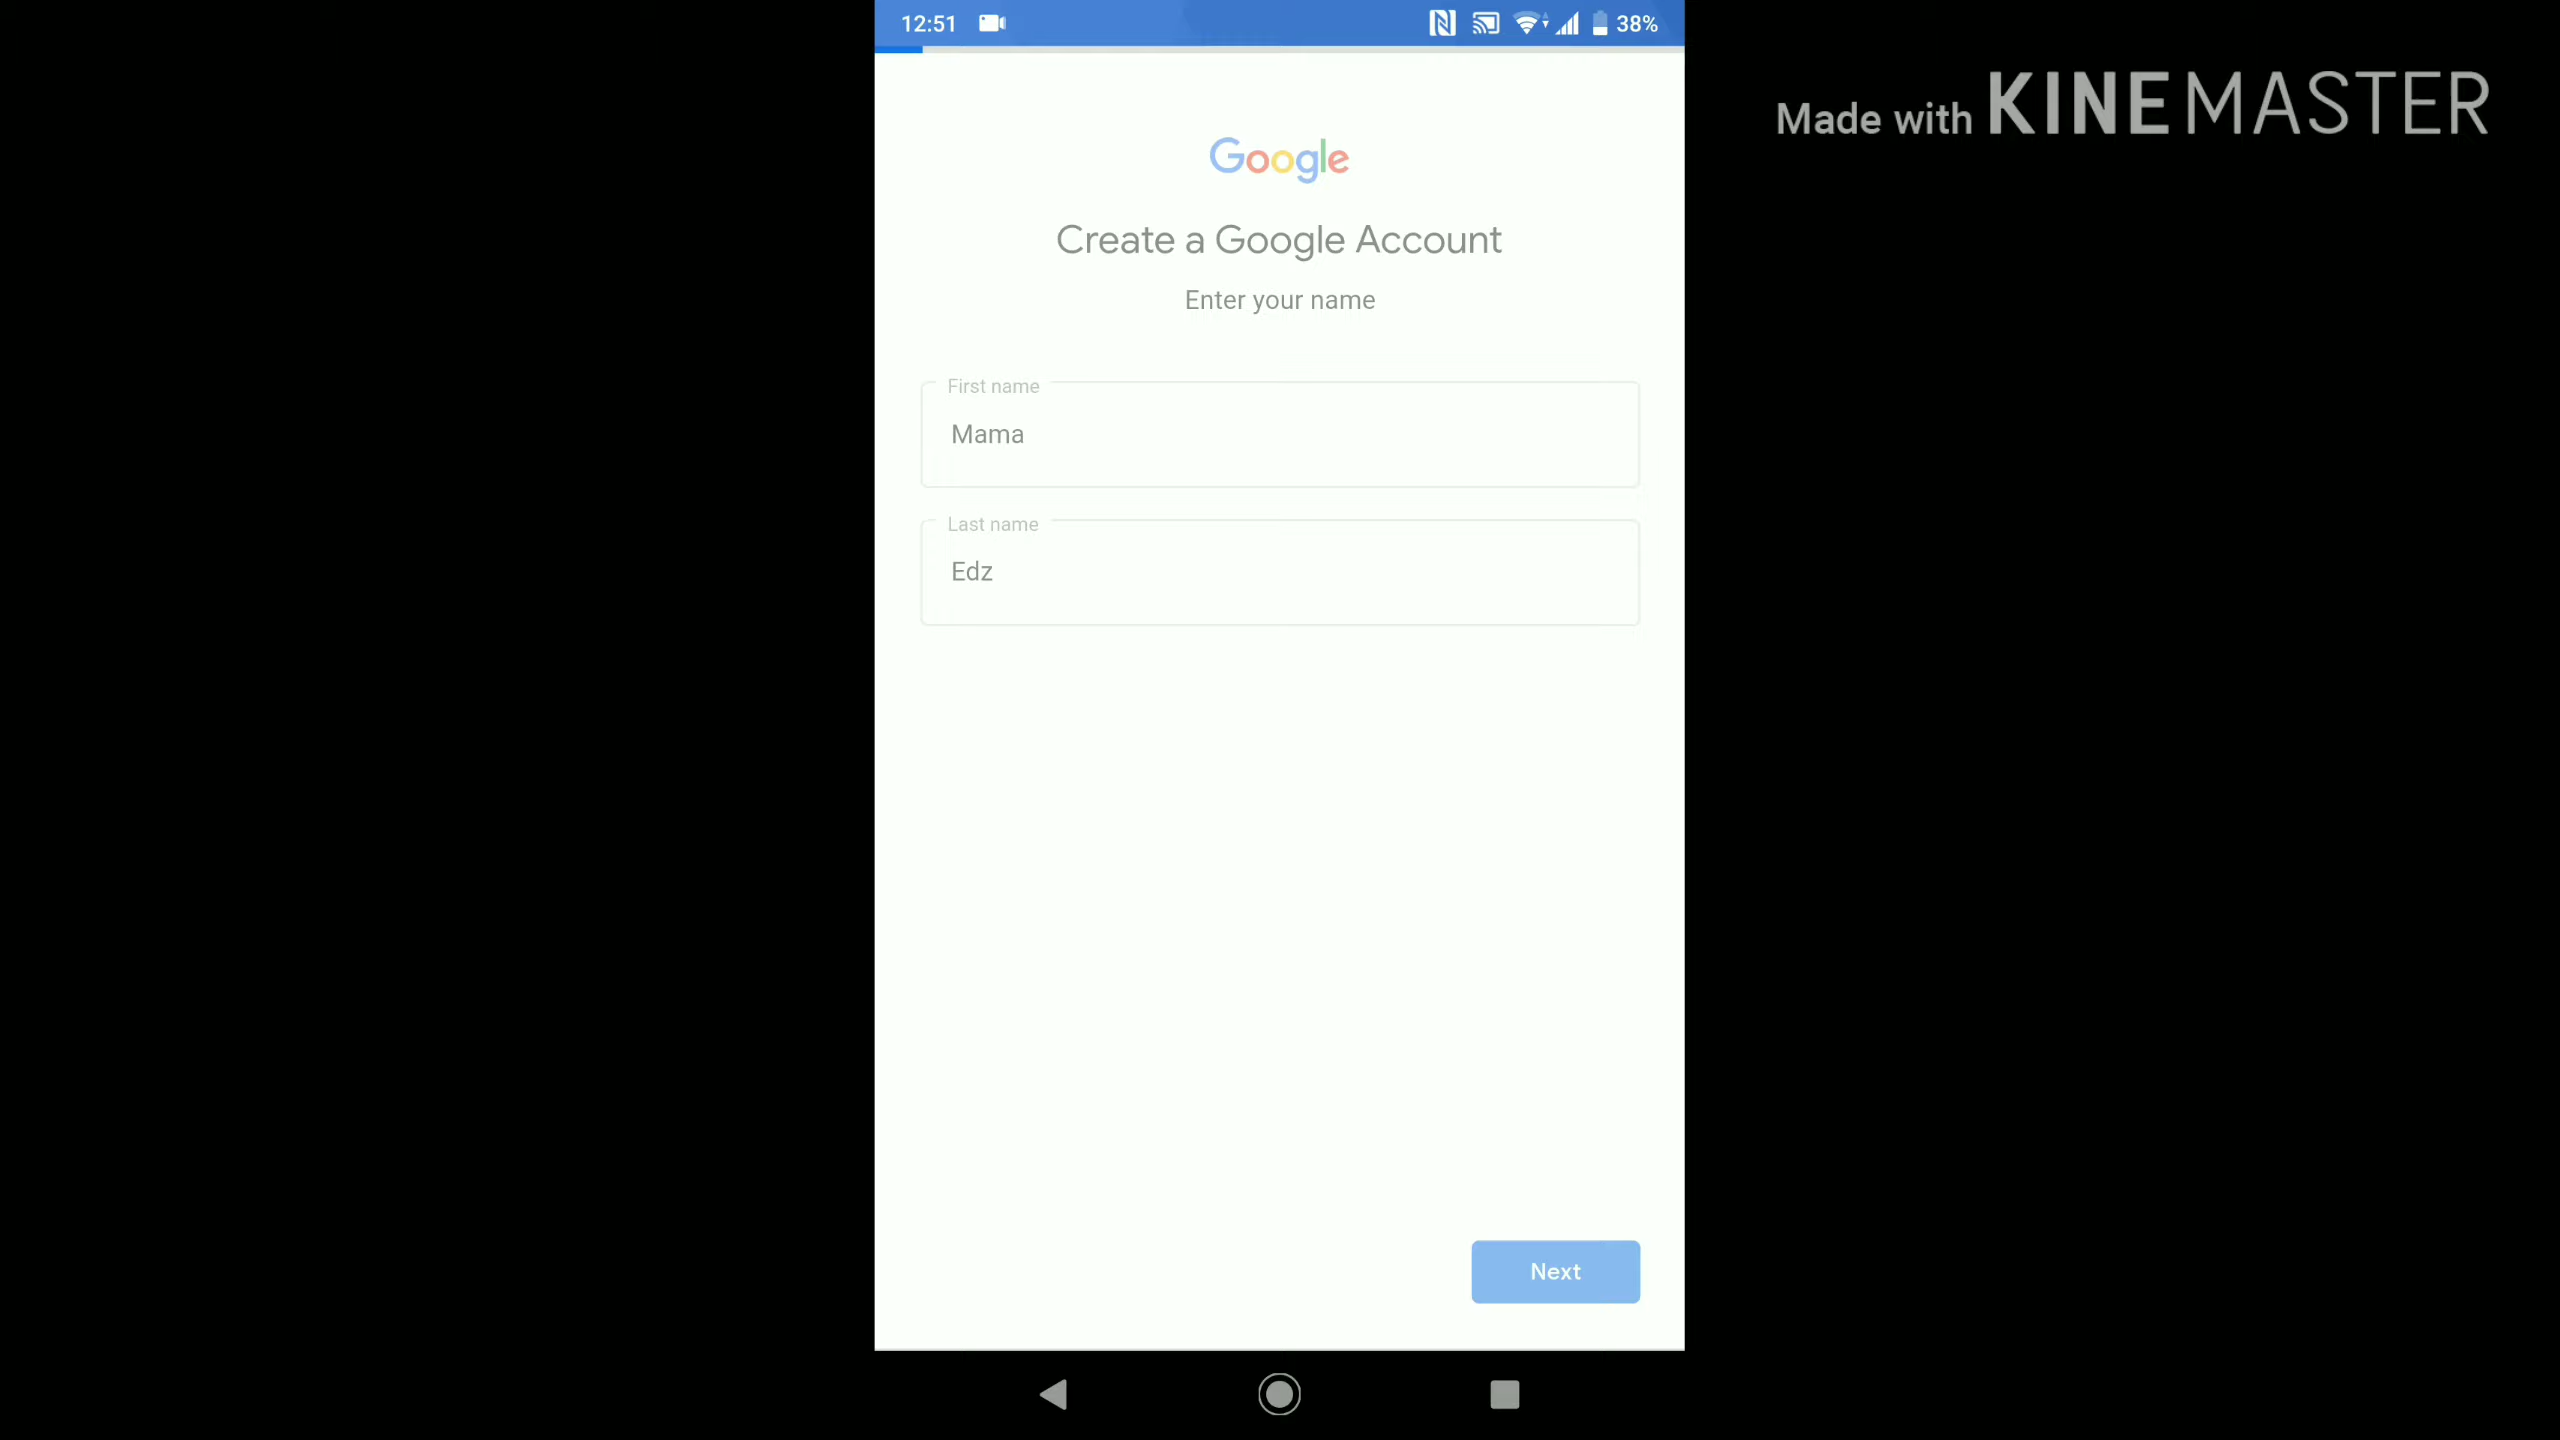 12:51
38%
Made with KINEMASTER
Google
Create a Google Account
Enter your name
First name
Mama
Last name
Edz
Next